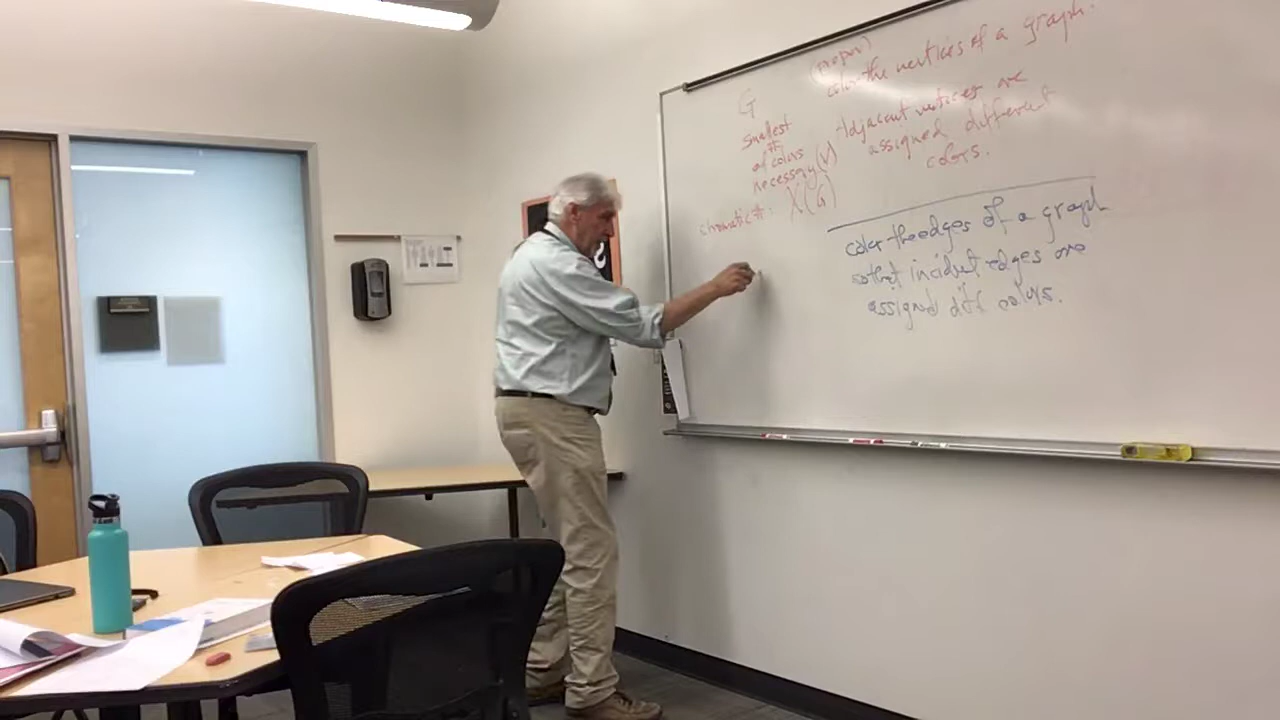 (proper)
color the vertices of a graph.
Adjacent vertices are
assigned different
colors.
G
smallest
#
of colors
necessary (V)
chromatic #: χ(G)
color the edges of a graph
so that incident edges are
assigned diff colors.